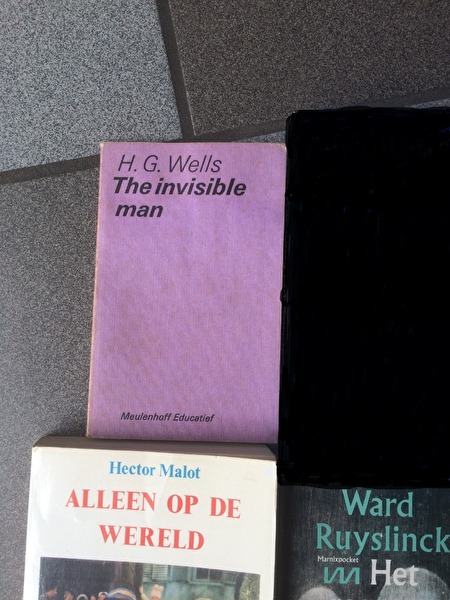 H. G. Wells
The invisible
man
Meulenhoff Educatief
Hector Malot
ALLEEN OP DE
WERELD
Ward
Ruyslinck
Marnixpocket
Het